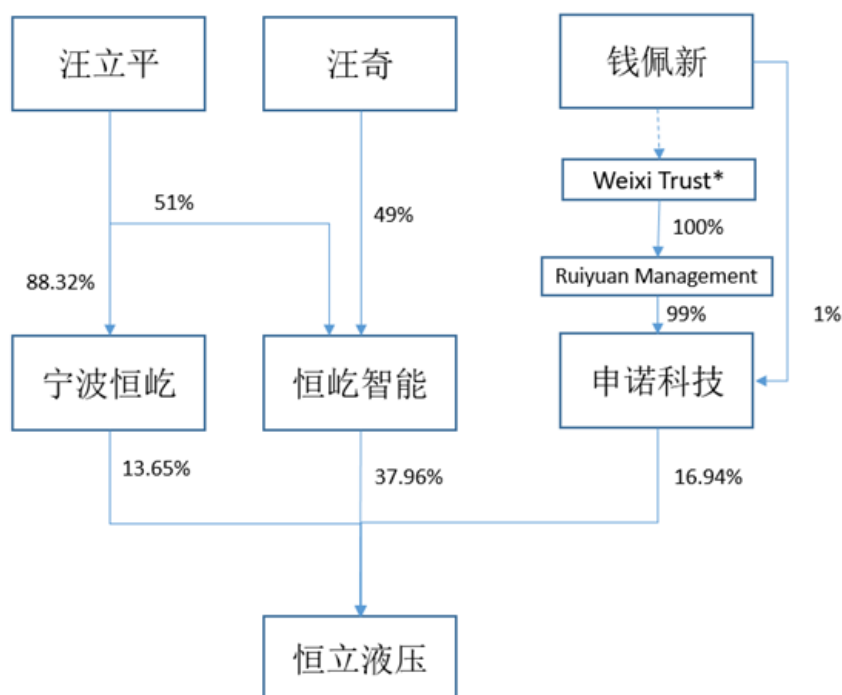 汪立平
汪奇
钱佩新
Weixi Trust*
51%
49%
100%
88.32%
Ruiyuan Management
99%
1%
宁波恒屹
恒屹智能
申诺科技
13.65%
37.96%
16.94%
恒立液压